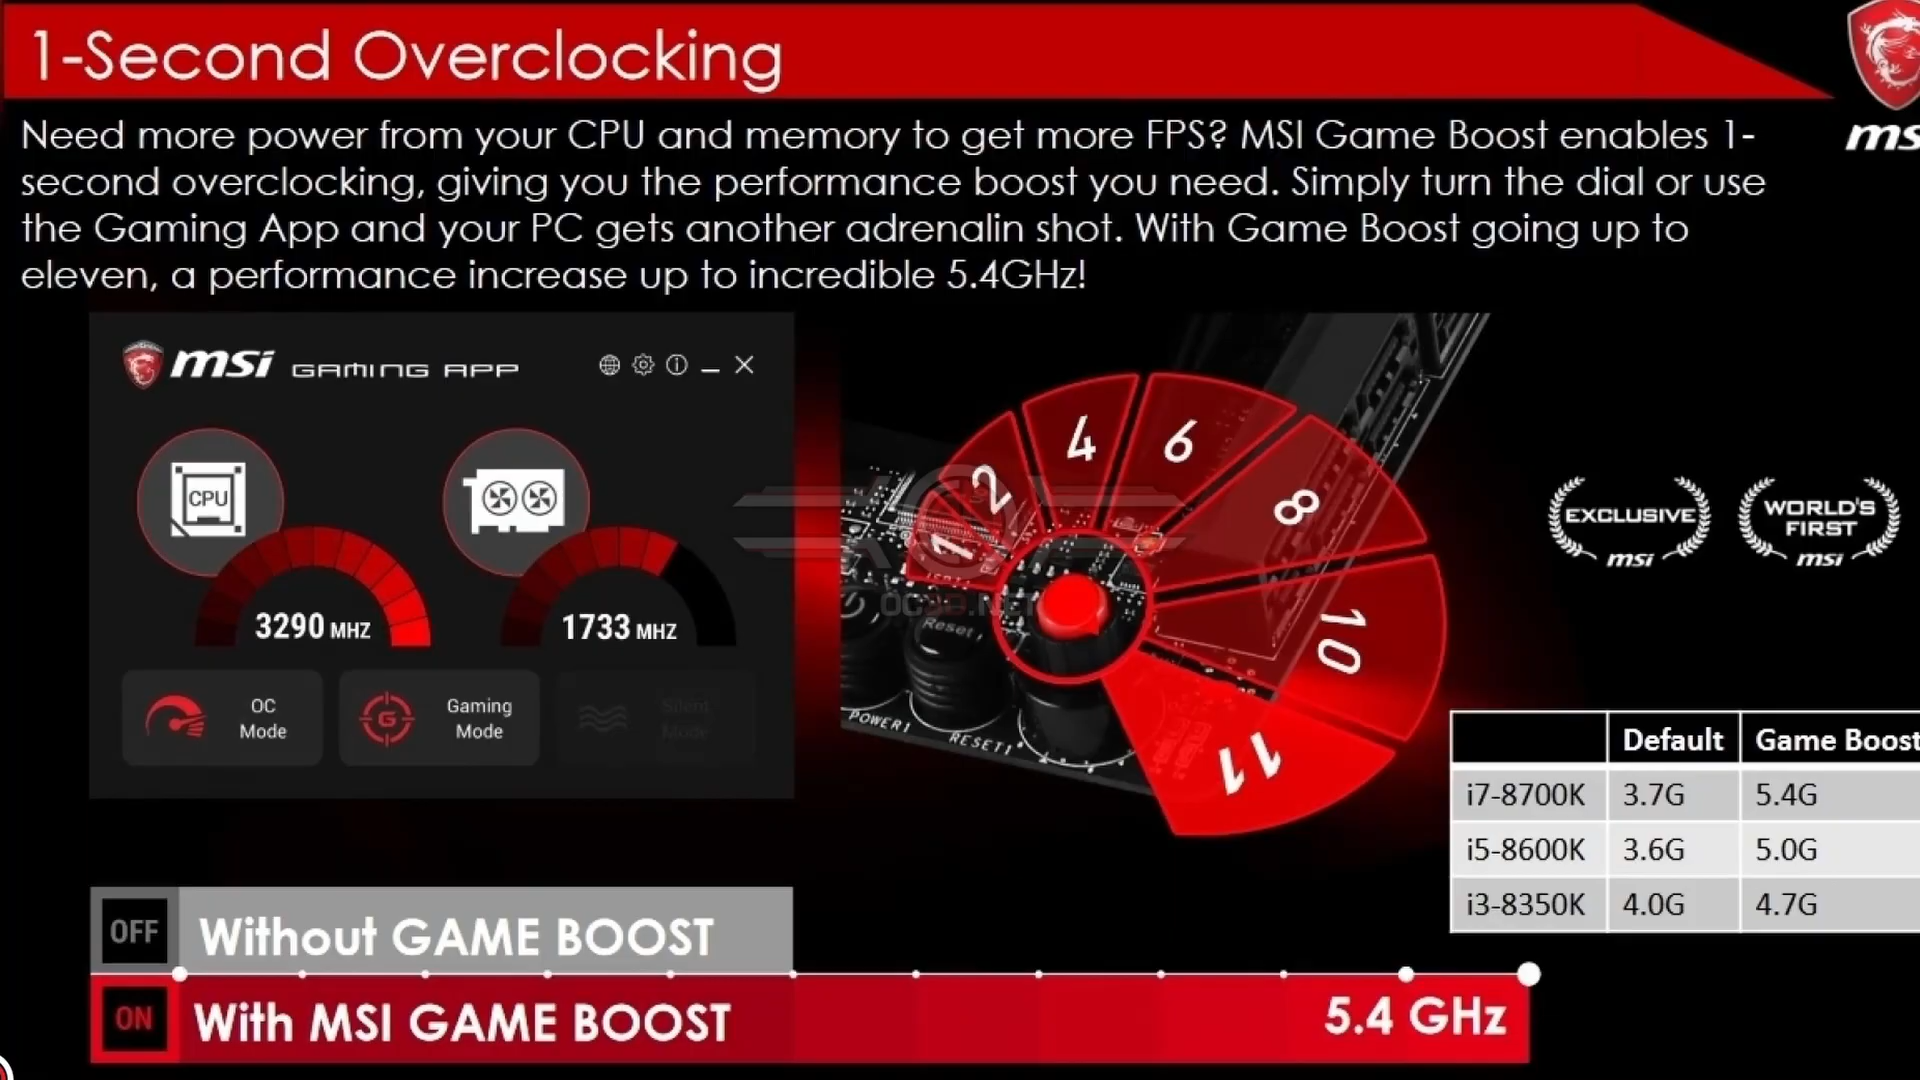 1-Second Overclocking
msi
Need more power from your CPU and memory to get more FPS? MSI Game Boost enables 1-
second overclocking, giving you the performance boost you need. Simply turn the dial or use
the Gaming App and your PC gets another adrenalin shot. With Game Boost going up to
eleven, a performance increase up to incredible 5.4GHz!
msi GAMING APP
CPU
3290 MHZ
1733 MHZ
OC
Mode
G
Gaming
Mode
Silent
Mode
1
2
4
6
8
10
11
OC3D.NET
Reset
POWER1
RESET1
EXCLUSIVE
msi
WORLD'S
FIRST
msi
Default Game Boost
i7-8700K 3.7G 5.4G
i5-8600K 3.6G 5.0G
i3-8350K 4.0G 4.7G
OFF Without GAME BOOST
ON With MSI GAME BOOST 5.4 GHz